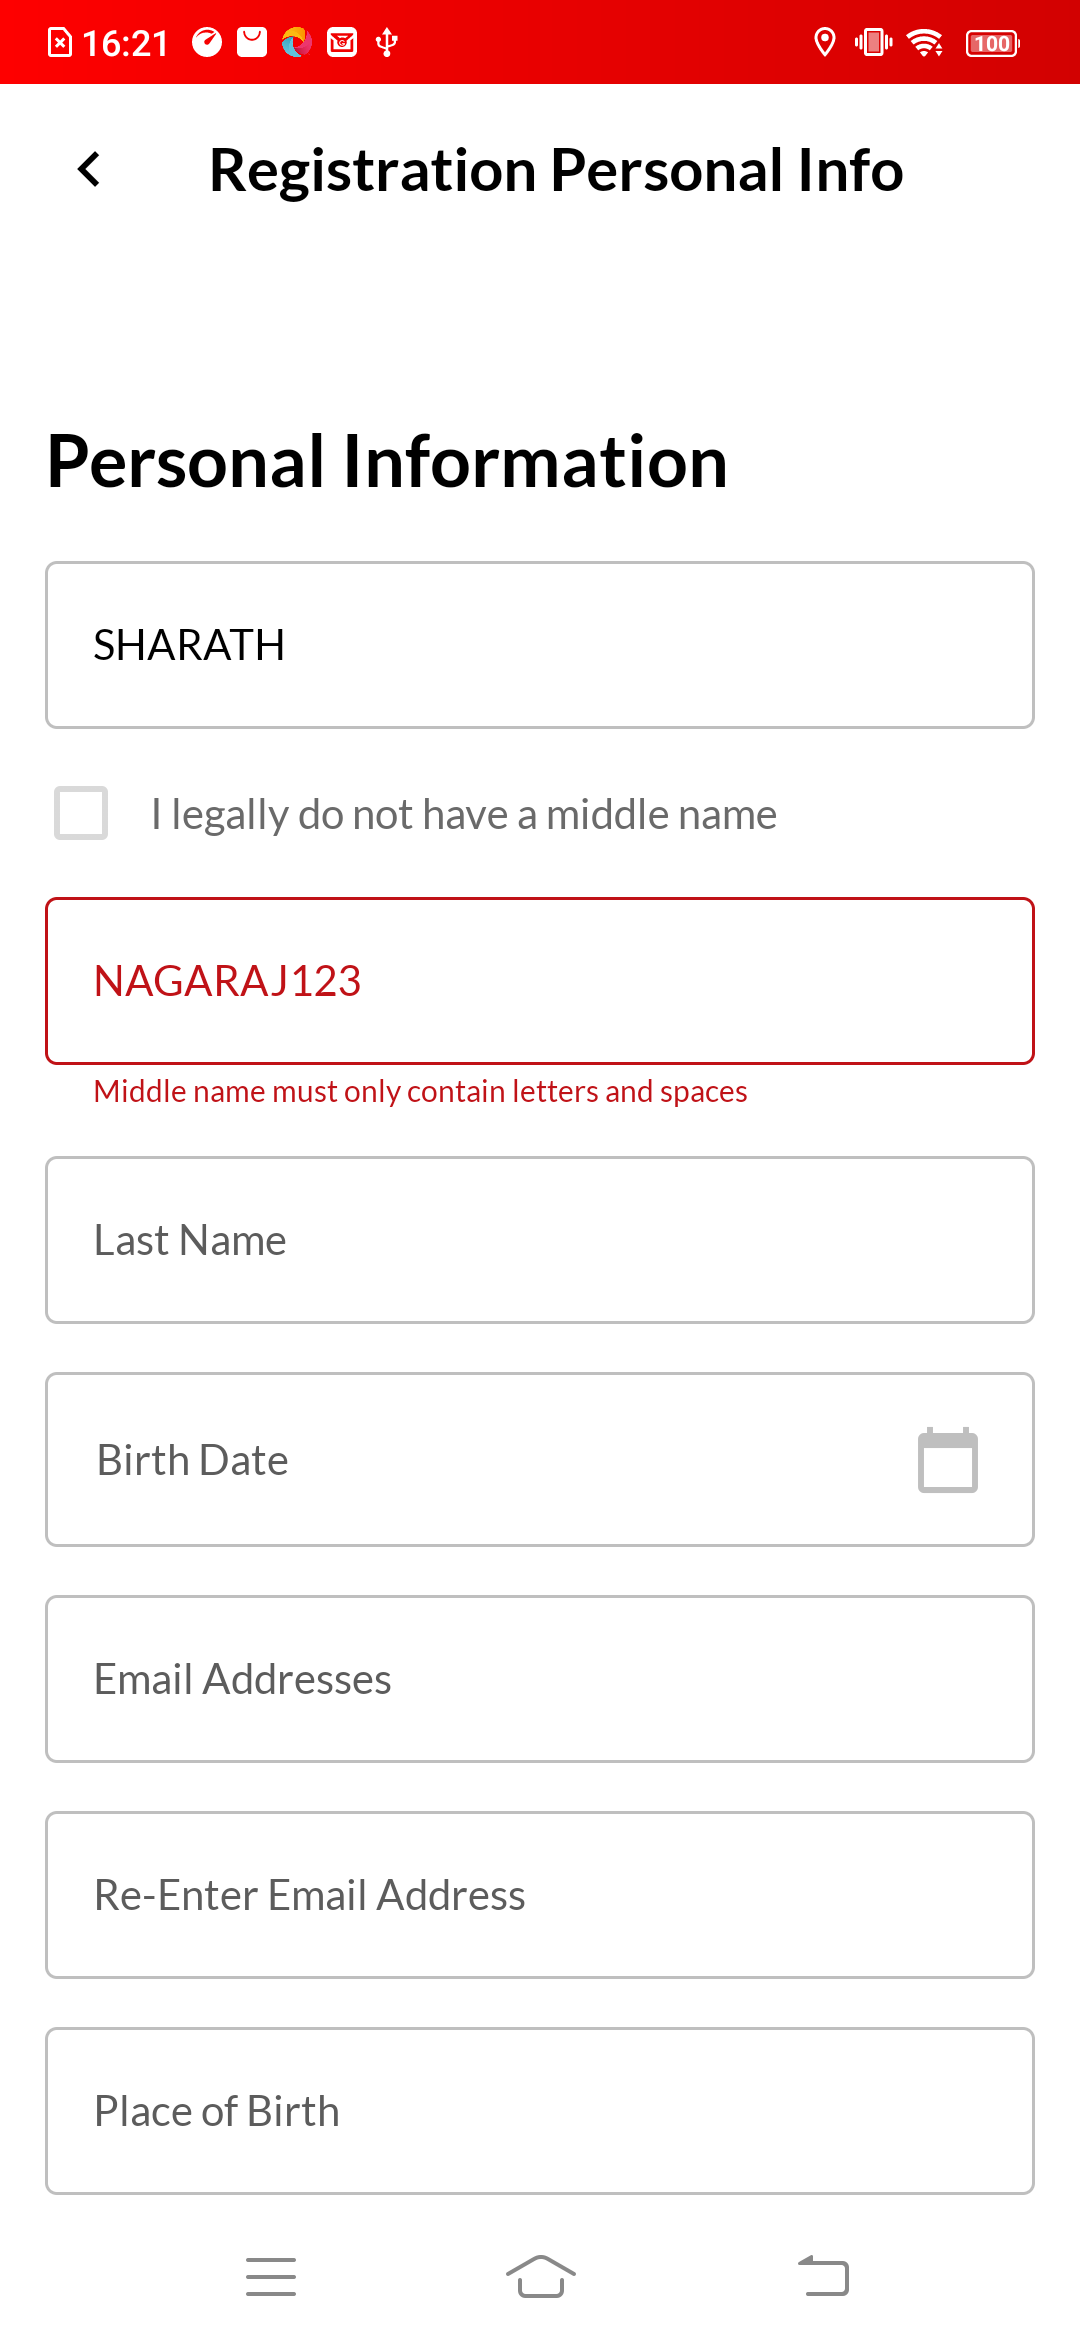 16:21
100
Registration Personal Info
Personal Information
SHARATH
I legally do not have a middle name
NAGARAJ123
Middle name must only contain letters and spaces
Last Name
Birth Date
Email Addresses
Re-Enter Email Address
Place of Birth